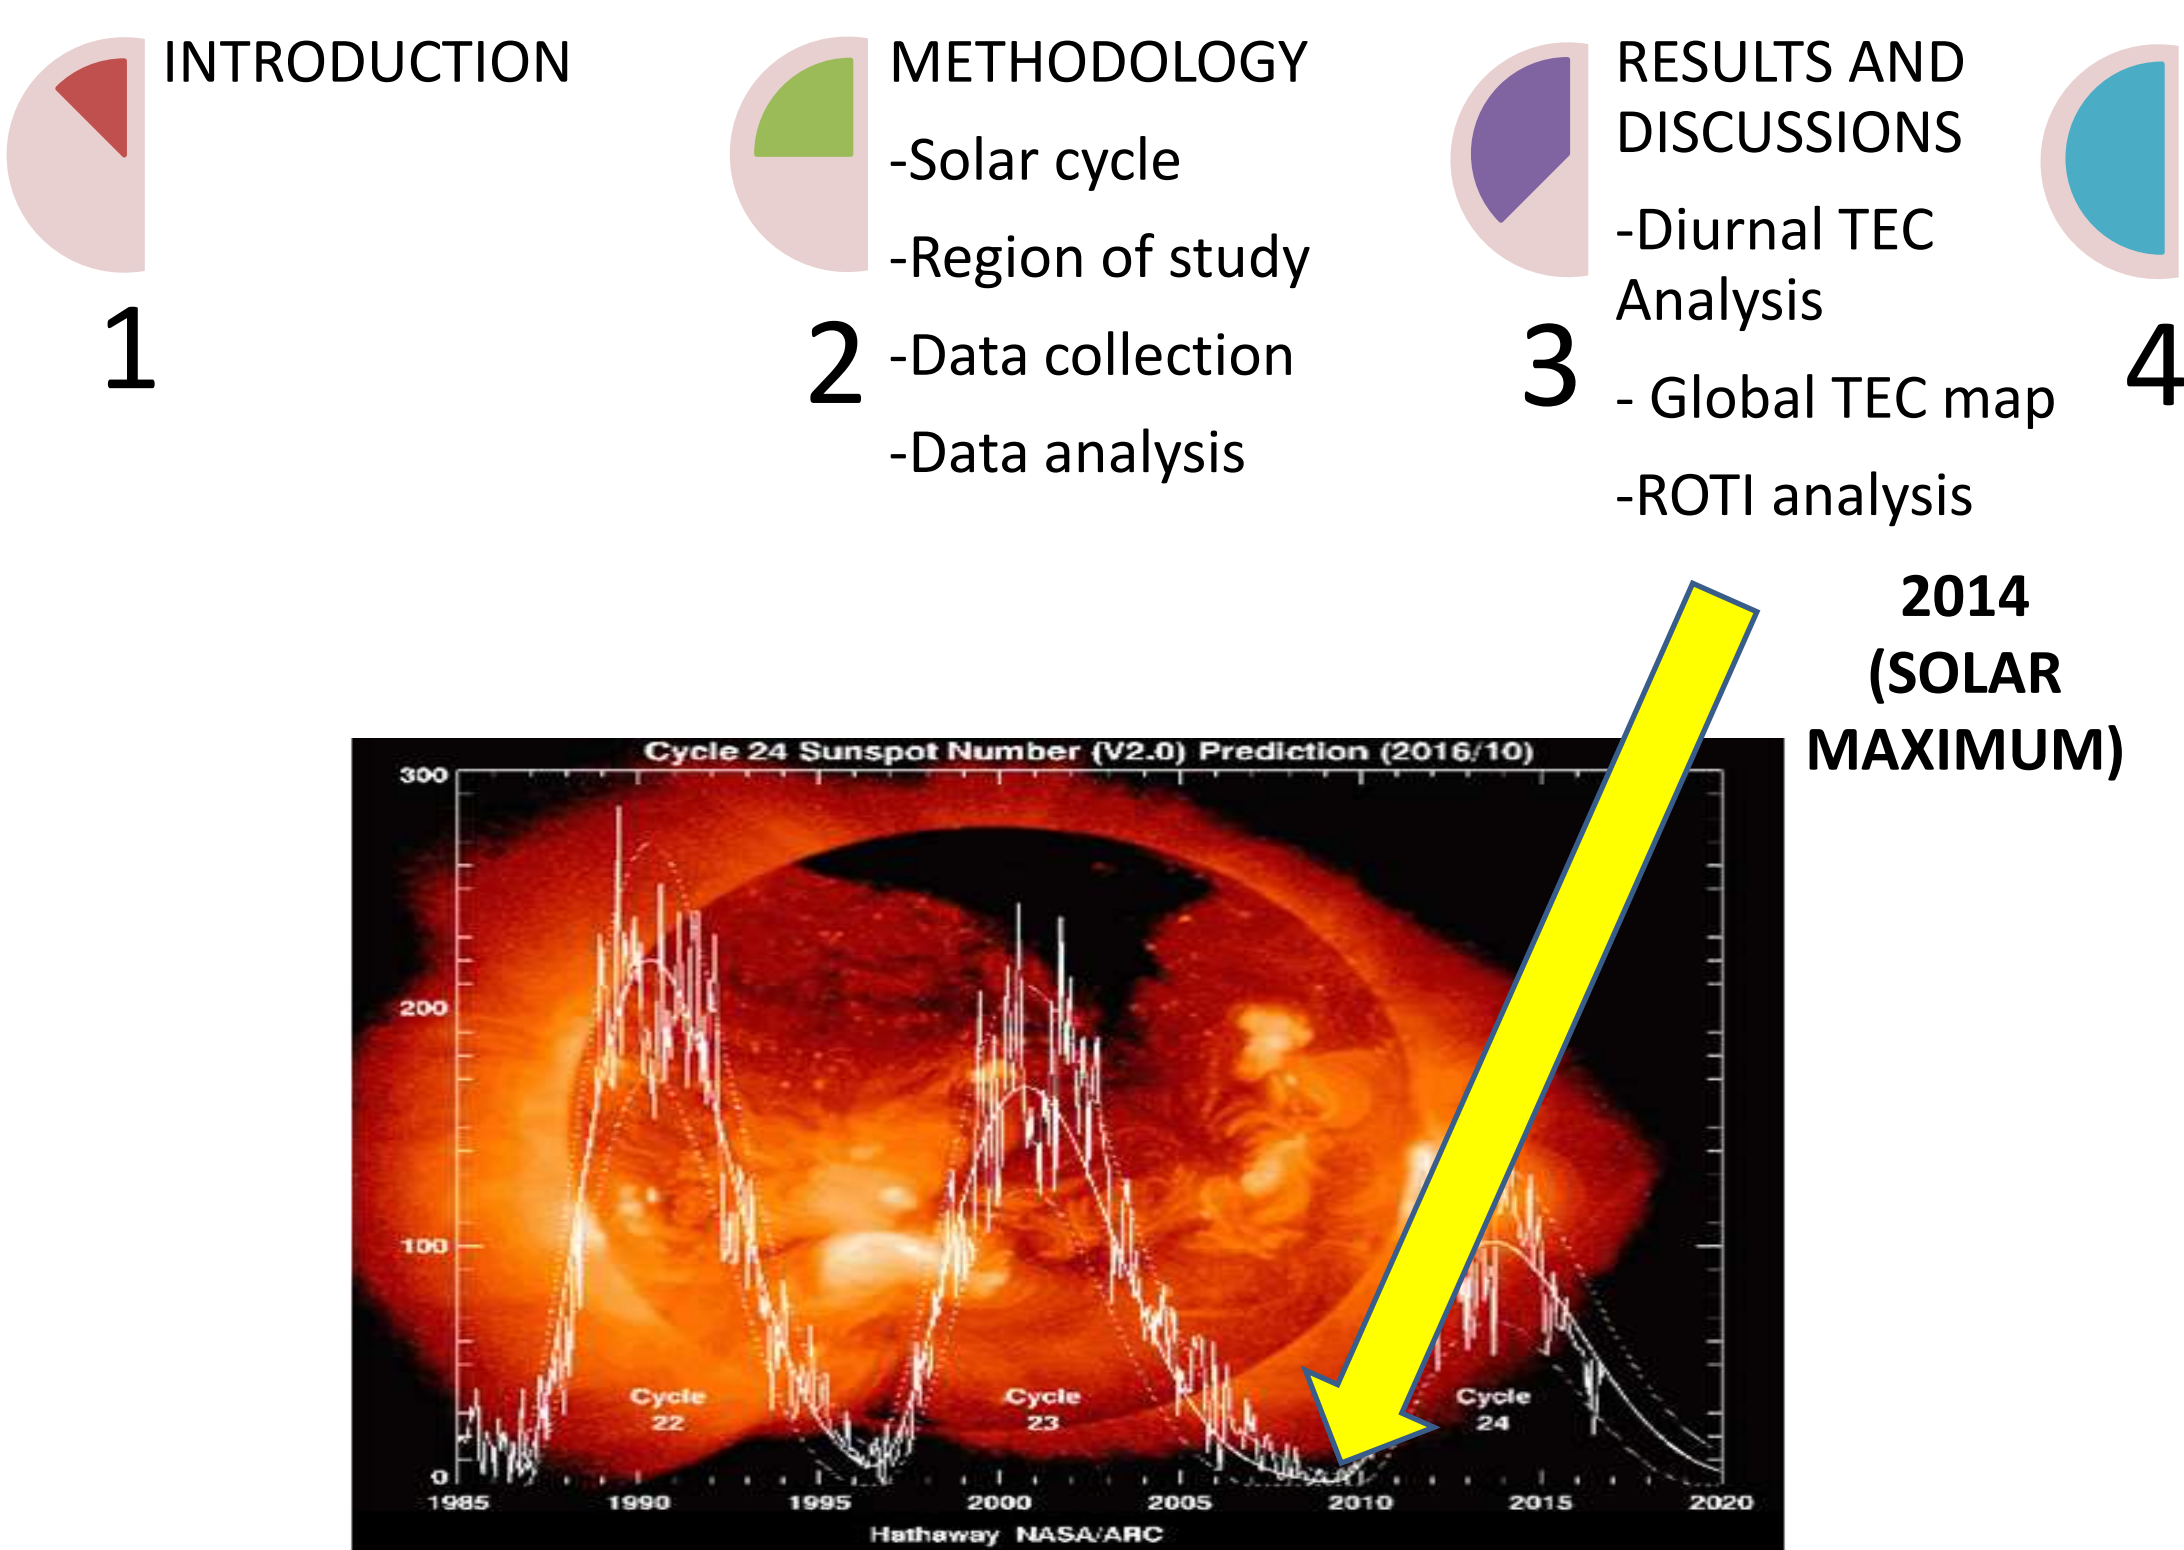 INTRODUCTION
1
METHODOLOGY
-Solar cycle
-Region of study
-Data collection
-Data analysis
2
RESULTS AND
DISCUSSIONS
-Diurnal TEC
Analysis
- Global TEC map
-ROTI analysis
3
4
2014
(SOLAR
MAXIMUM)
Cycle 24 Sunspot Number (V2.0) Prediction (2016/10)
300
200
100
0
Cycle
22
Cycle
23
Cycle
24
1985 1990 1995 2000 2005 2010 2015 2020
Hathaway NASA/ARC